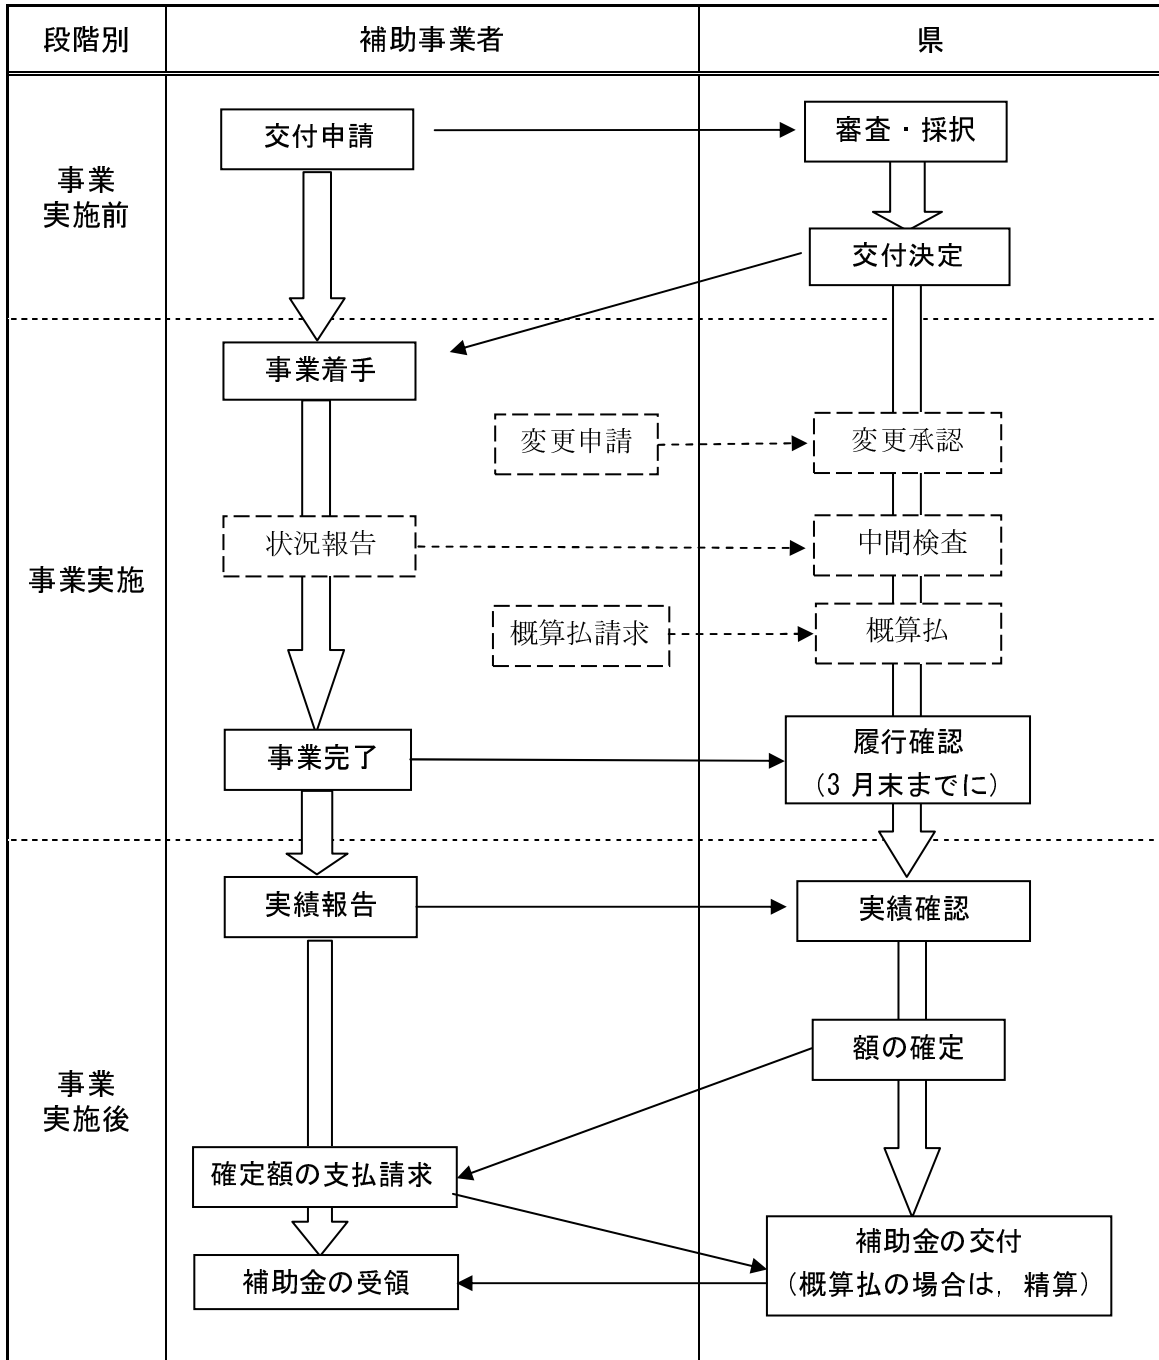 段階別
補助事業者
県
事業
実施前
交付申請
審査・採択
交付決定
事業実施
事業着手
変更申請
変更承認
状況報告
中間検査
概算払請求
概算払
事業完了
履行確認
(3 月末までに)
事業
実施後
実績報告
実績確認
額の確定
確定額の支払請求
補助金の交付
(概算払の場合は，精算)
補助金の受領